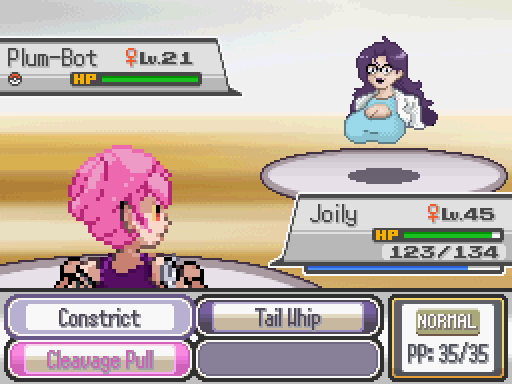 Plum-Bot ♀Lv.21
HP
Joily ♀Lv.45
HP
123/134
Constrict
Tail Whip
NORMAL
Cleavage Pull
PP: 35/35